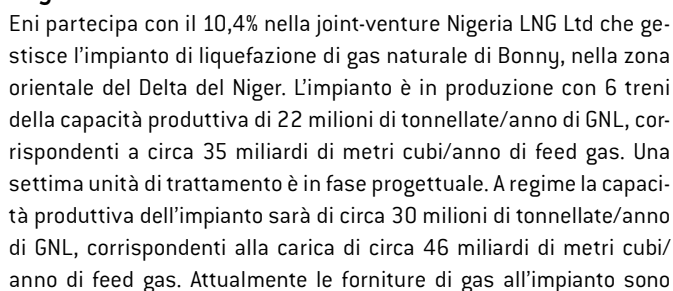 Eni partecipa con il 10,4% nella joint-venture Nigeria LNG Ltd che ge-
stisce l'impianto di liquefazione di gas naturale di Bonny, nella zona
orientale del Delta del Niger. L'impianto è in produzione con 6 treni
della capacità produttiva di 22 milioni di tonnellate/anno di GNL, cor-
rispondenti a circa 35 miliardi di metri cubi/anno di feed gas. Una
settima unità di trattamento è in fase progettuale. A regime la capaci-
tà produttiva dell'impianto sarà di circa 30 milioni di tonnellate/anno
di GNL, corrispondenti alla carica di circa 46 miliardi di metri cubi/
anno di feed gas. Attualmente le forniture di gas all'impianto sono